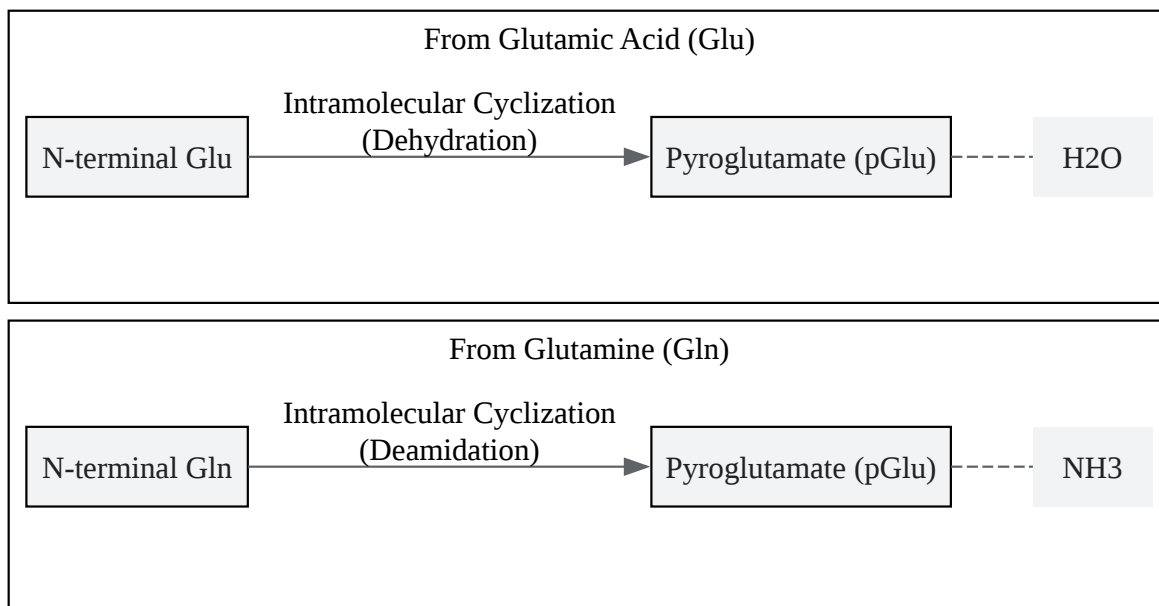 From Glutamic Acid (Glu)
Intramolecular Cyclization
(Dehydration)
N-terminal Glu
Pyroglutamate (pGlu)
H2O
From Glutamine (Gln)
Intramolecular Cyclization
(Deamidation)
N-terminal Gln
Pyroglutamate (pGlu)
NH3